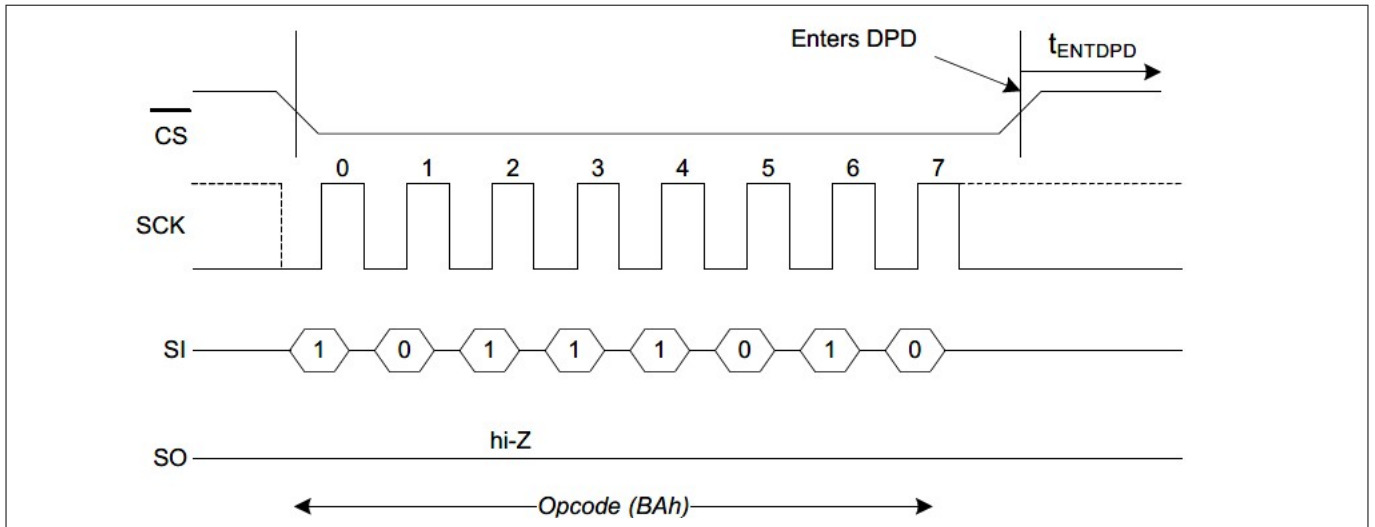 Enters DPD
tENTDPD
CS
0 1 2 3 4 5 6 7
SCK
SI 1 0 1 1 1 0 1 0
hi-Z
SO
Opcode (BAh)